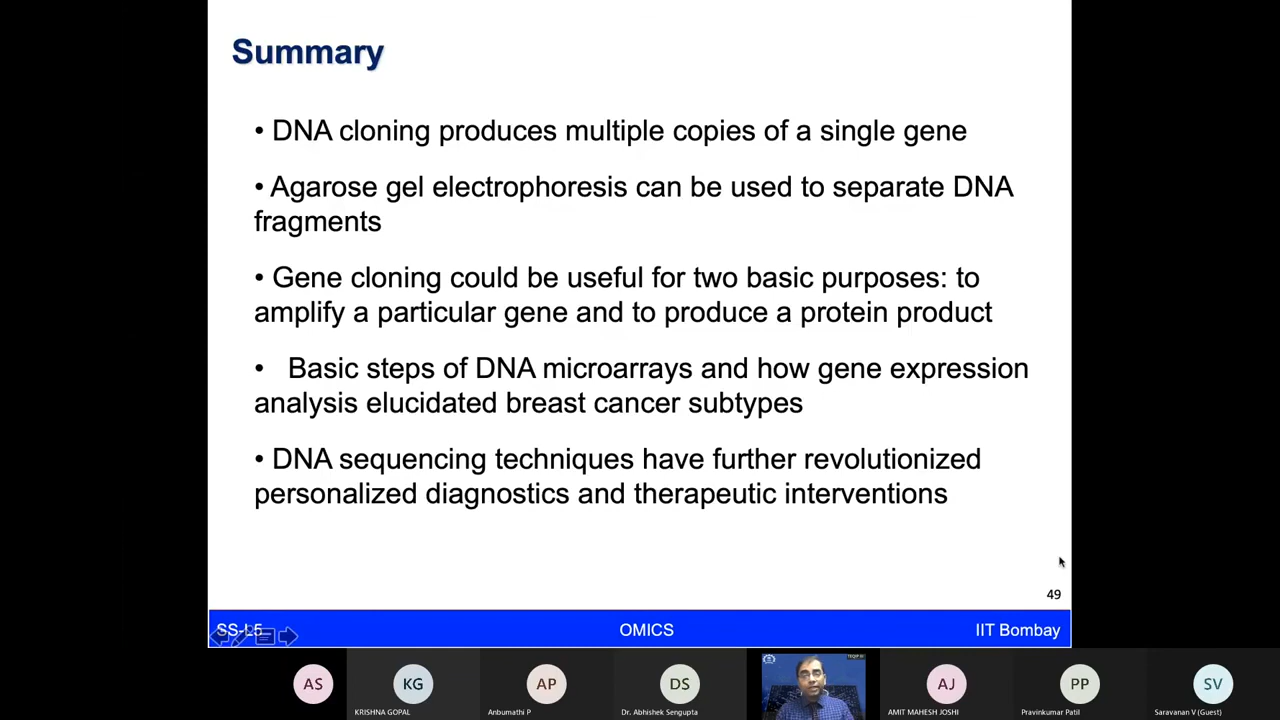 Summary
• DNA cloning produces multiple copies of a single gene
• Agarose gel electrophoresis can be used to separate DNA
fragments
• Gene cloning could be useful for two basic purposes: to
amplify a particular gene and to produce a protein product
• Basic steps of DNA microarrays and how gene expression
analysis elucidated breast cancer subtypes
• DNA sequencing techniques have further revolutionized
personalized diagnostics and therapeutic interventions
49
SS-L5 OMICS IIT Bombay
AS KG AP DS AJ PP SV
KRISHNA GOPAL Anbumathi P Dr. Abhishek Sengupta AMIT MAHESH JOSHI Pravinkumar Patil Saravanan V (Guest)